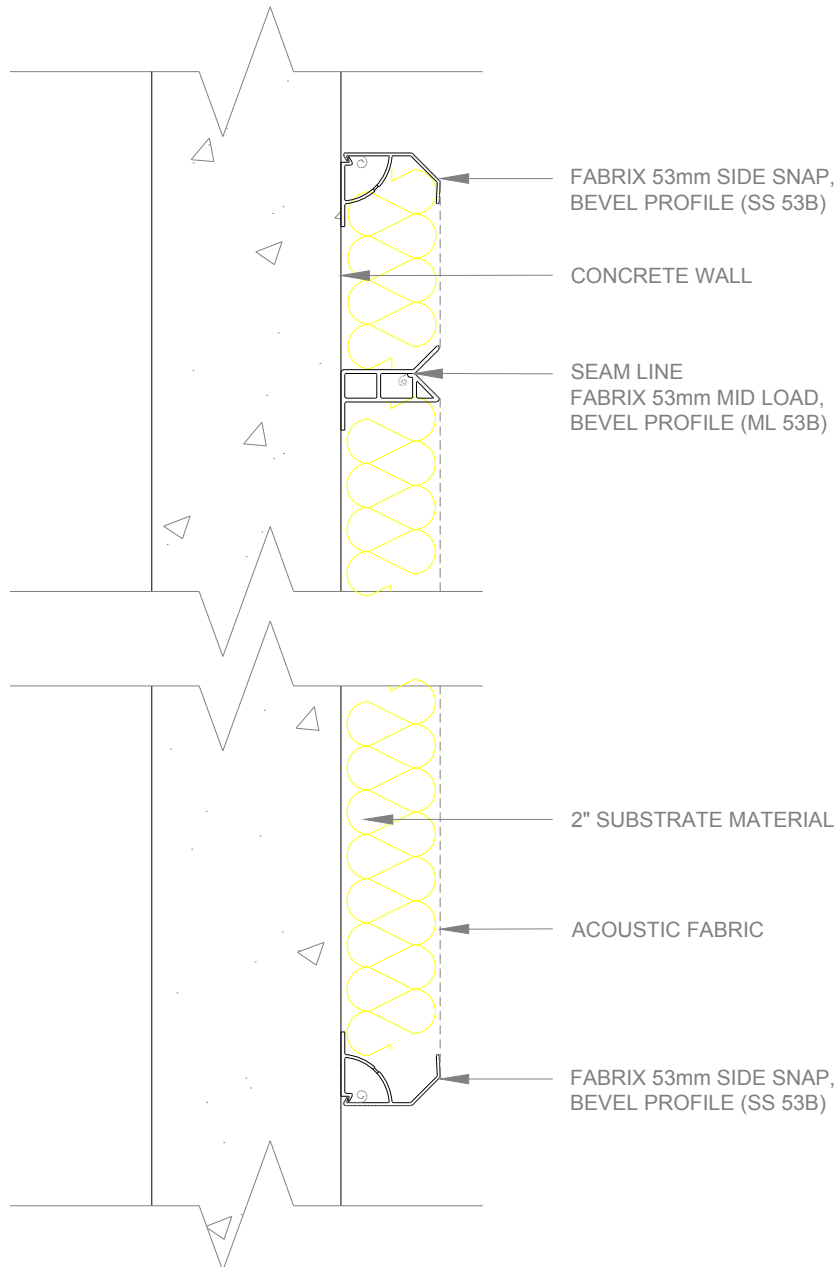 FABRIX 53mm SIDE SNAP,
BEVEL PROFILE (SS 53B)
CONCRETE WALL
SEAM LINE
FABRIX 53mm MID LOAD,
BEVEL PROFILE (ML 53B)
2" SUBSTRATE MATERIAL
ACOUSTIC FABRIC
FABRIX 53mm SIDE SNAP,
BEVEL PROFILE (SS 53B)